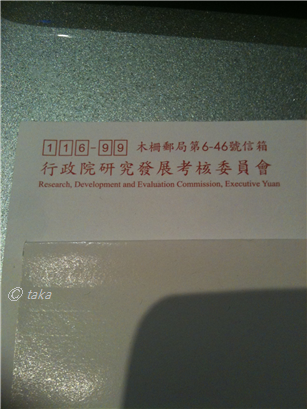 116-99 木柵郵局第6-46號信箱
行政院研究發展考核委員會
Research, Development and Evaluation Commission, Executive Yuan
© taka